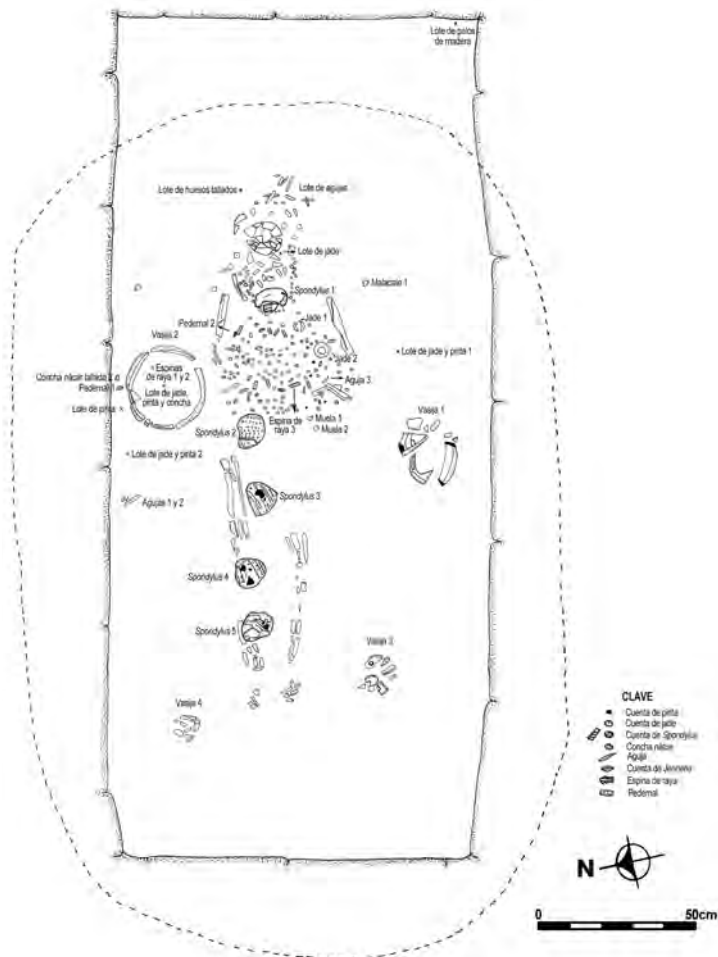 Lote de palos
de madera
Lote de huesos tallados
Lote de agujas
Lote de jade
Malacate 1
Spondylus 1
Jade 1
Pedernal 2
Vasija 2
Jade 2
Lote de jade y pirita 1
Espinas
de raya 1 y 2
Concha nácar tallada 2
Pedernal 1
Aguja 3
Lote de jade,
pirita y concha
Vasija 1
Lote de pirita
Espina de
raya 3
Muela 1
Muela 2
Spondylus 2
Lote de jade y pirita 2
Agujas 1 y 2
Spondylus 3
Spondylus 4
Spondylus 5
Vasija 3
Vasija 4
CLAVE
Cuenta de pirita
Cuenta de jade
Cuenta de Spondylus
Concha nácar
Aguja
Cuenta de Jenneria
Espina de raya
Pedernal
N
0 50cm